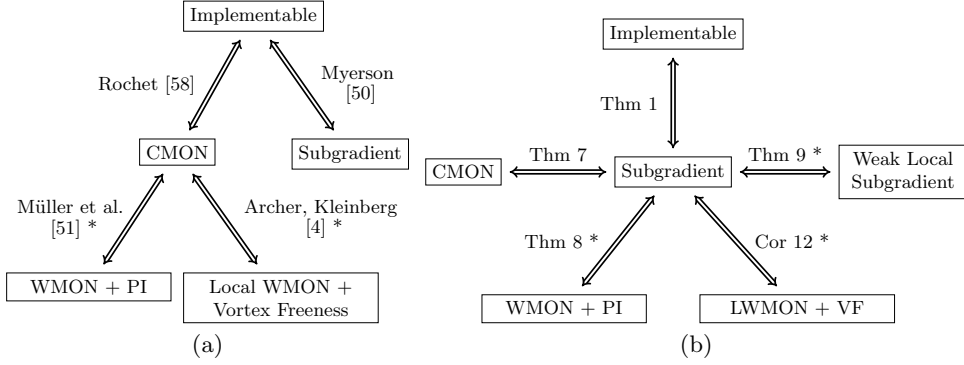 Implementable
Rochet [58]
Myerson
[50]
CMON
Subgradient
Müller et al.
[51] *
Archer, Kleinberg
[4] *
WMON + PI
Local WMON +
Vortex Freeness
(a)
Implementable
Thm 1
CMON
Thm 7
Subgradient
Thm 9 *
Weak Local
Subgradient
Thm 8 *
Cor 12 *
WMON + PI
LWMON + VF
(b)